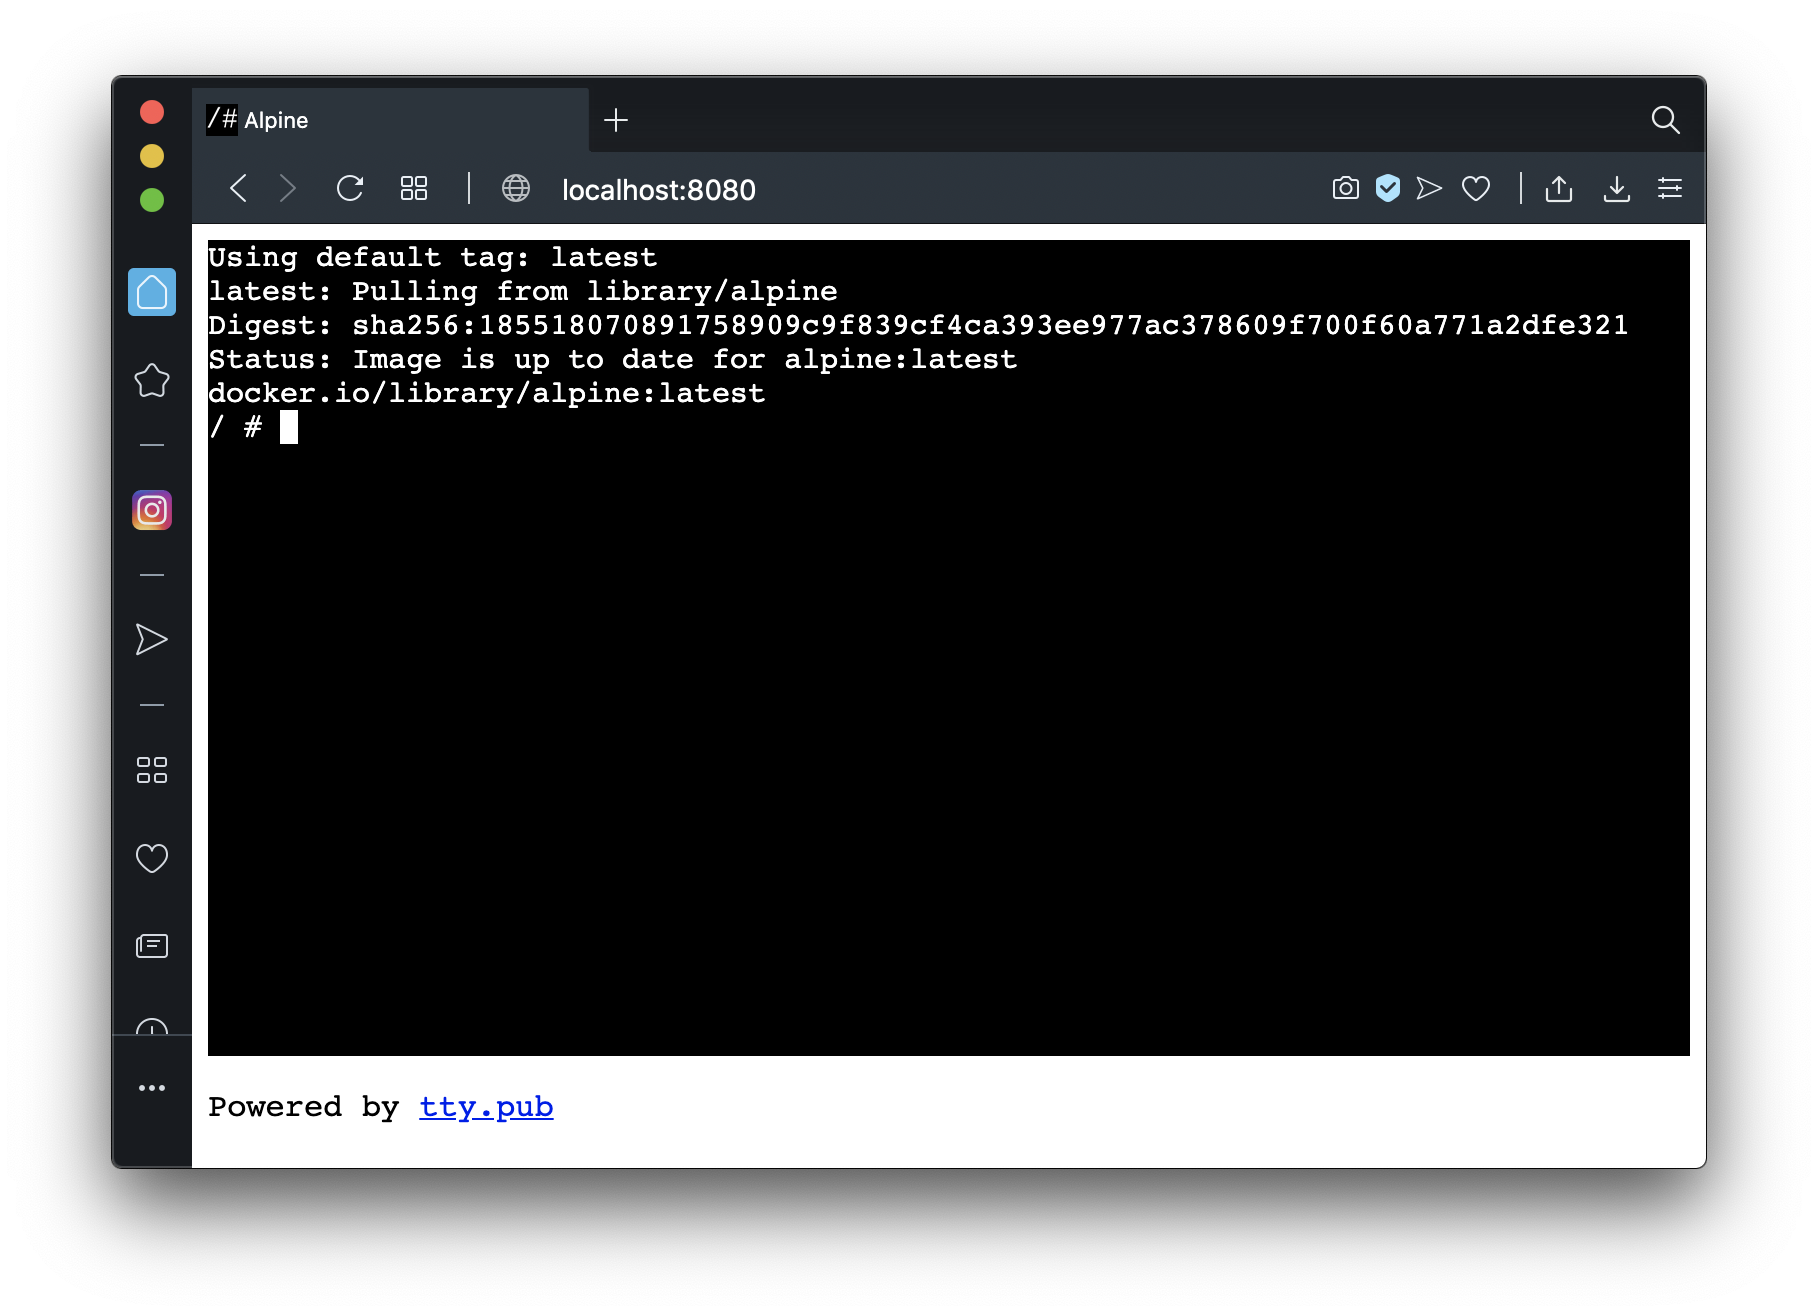 /# Alpine
localhost:8080
Using default tag: latest
latest: Pulling from library/alpine
Digest: sha256:185518070891758909c9f839cf4ca393ee977ac378609f700f60a771a2dfe321
Status: Image is up to date for alpine:latest
docker.io/library/alpine:latest
/ #
Powered by tty.pub